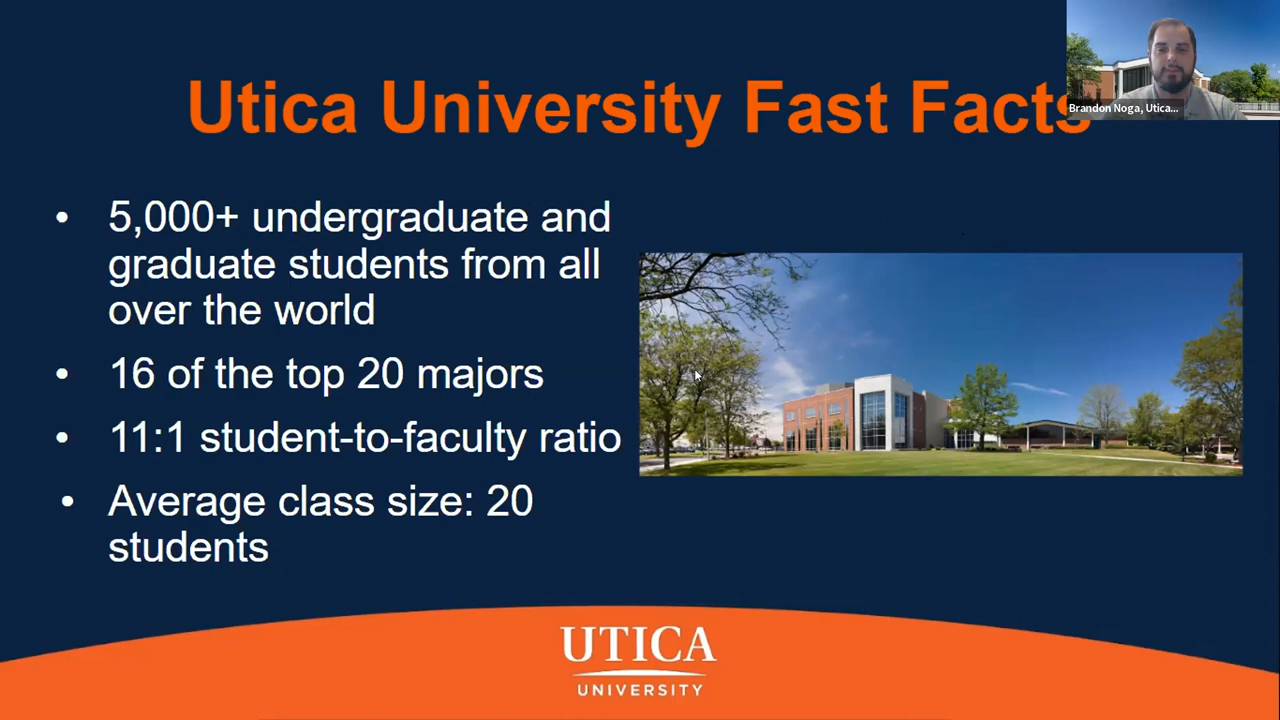 Utica University Fast Facts
Brandon Noga, Utica...
• 5,000+ undergraduate and
graduate students from all
over the world
• 16 of the top 20 majors
• 11:1 student-to-faculty ratio
• Average class size: 20
students
UTICA
UNIVERSITY